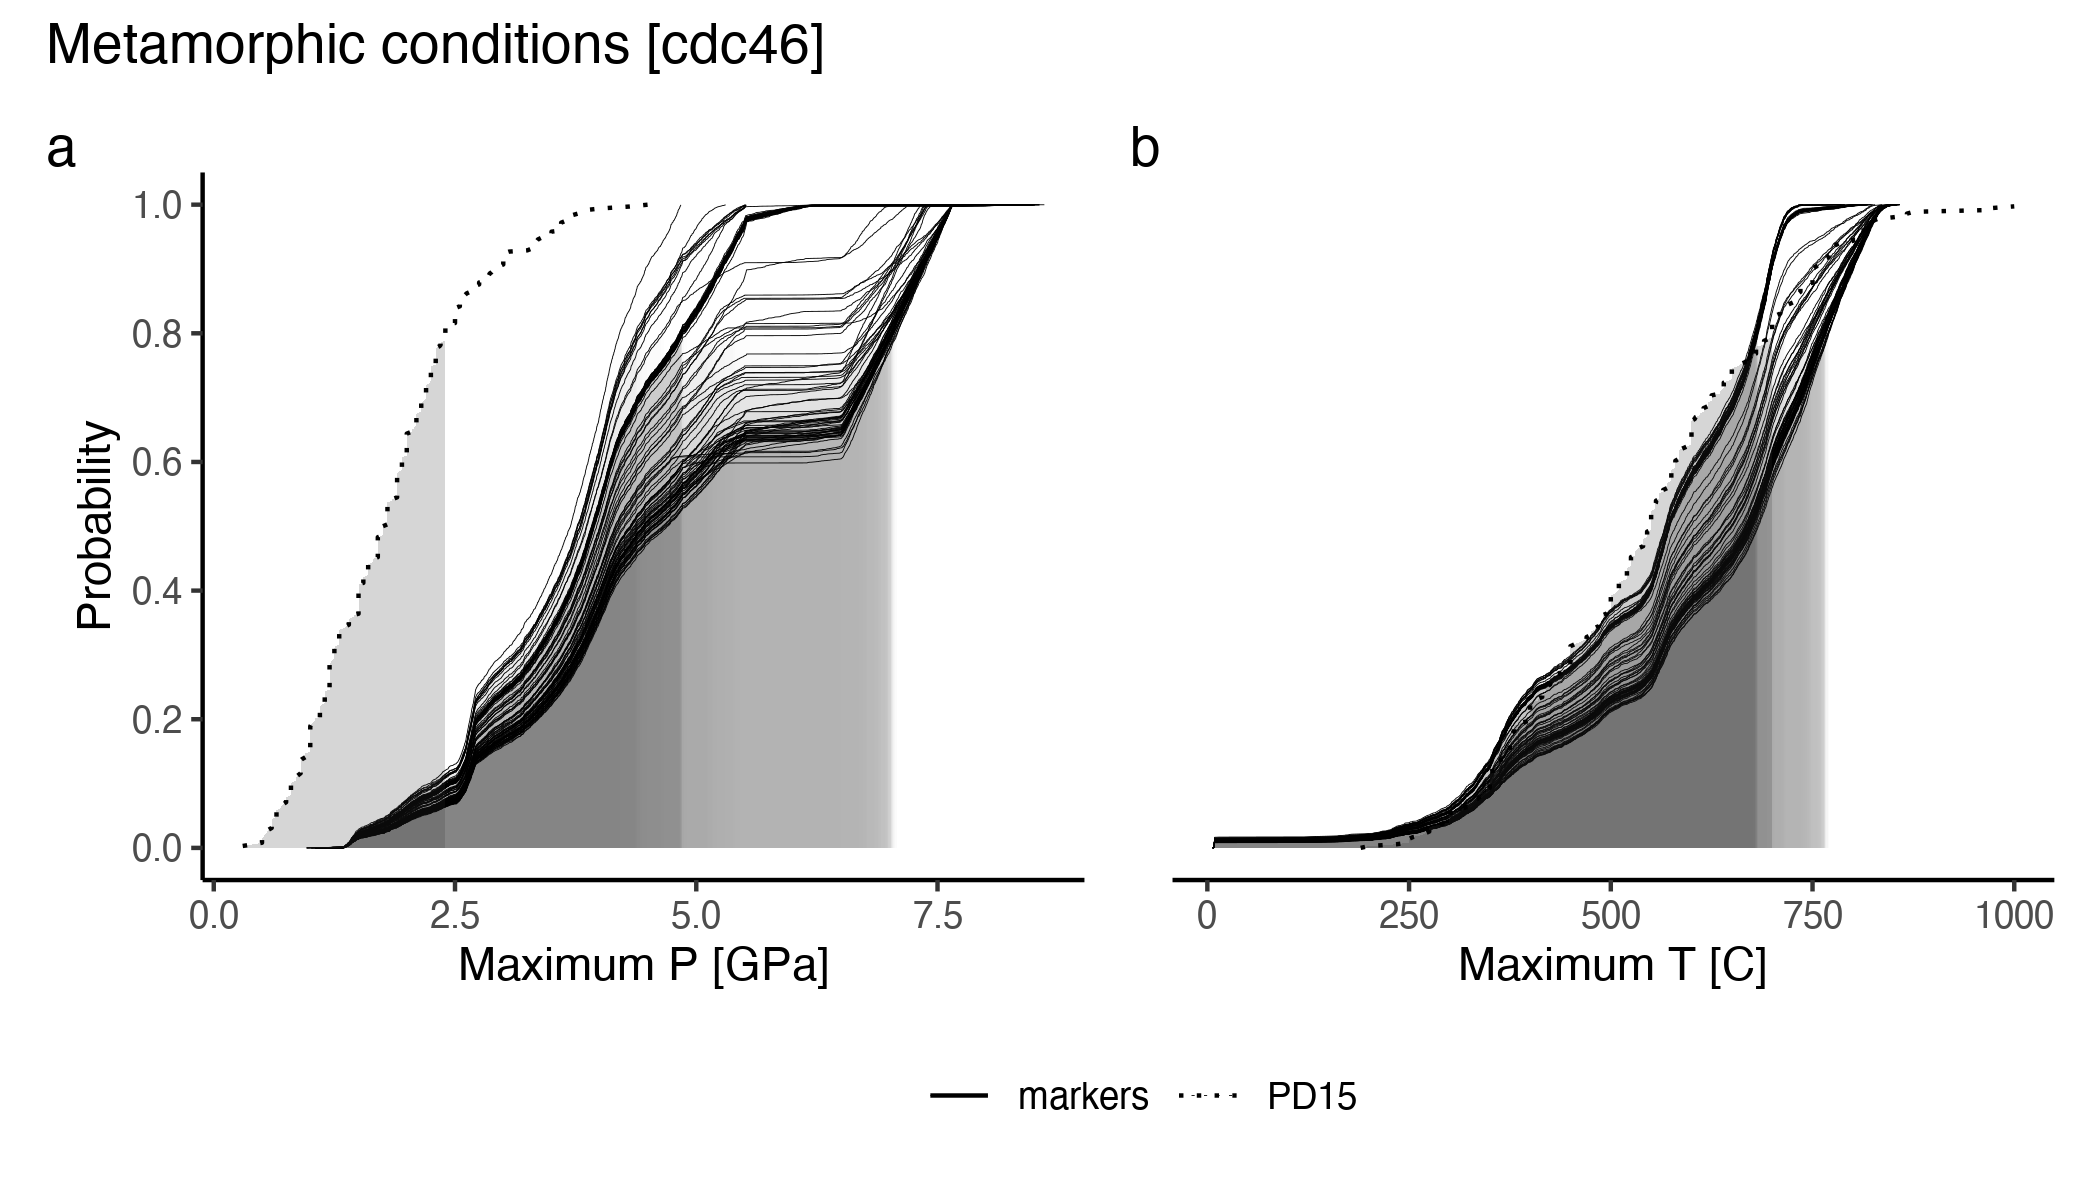 Metamorphic conditions [cdc46]
a
b
1.0
0.8
0.6
0.4
0.2
0.0
Probability
0.0 2.5 5.0 7.5
Maximum P [GPa]
0 250 500 750 1000
Maximum T [C]
markers PD15